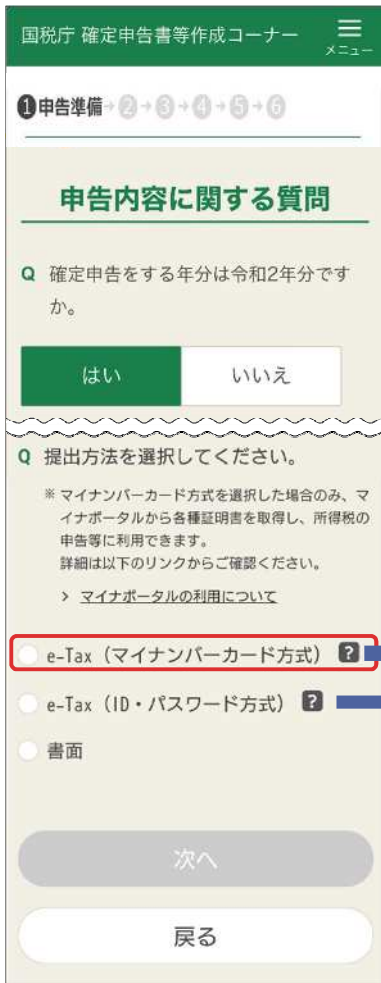 国税庁 確定申告書等作成コーナー
メニュー
1申告準備→2→3→4→5→6
申告内容に関する質問
Q 確定申告をする年分は令和2年分です
か。
はい いいえ
Q 提出方法を選択してください。
※ マイナンバーカード方式を選択した場合のみ、マ
イナポータルから各種証明書を取得し、所得税の
申告等に利用できます。
詳細は以下のリンクからご確認ください。
> マイナポータルの利用について
e-Tax（マイナンバーカード方式） ?
e-Tax（ID・パスワード方式） ?
書面
次へ
戻る